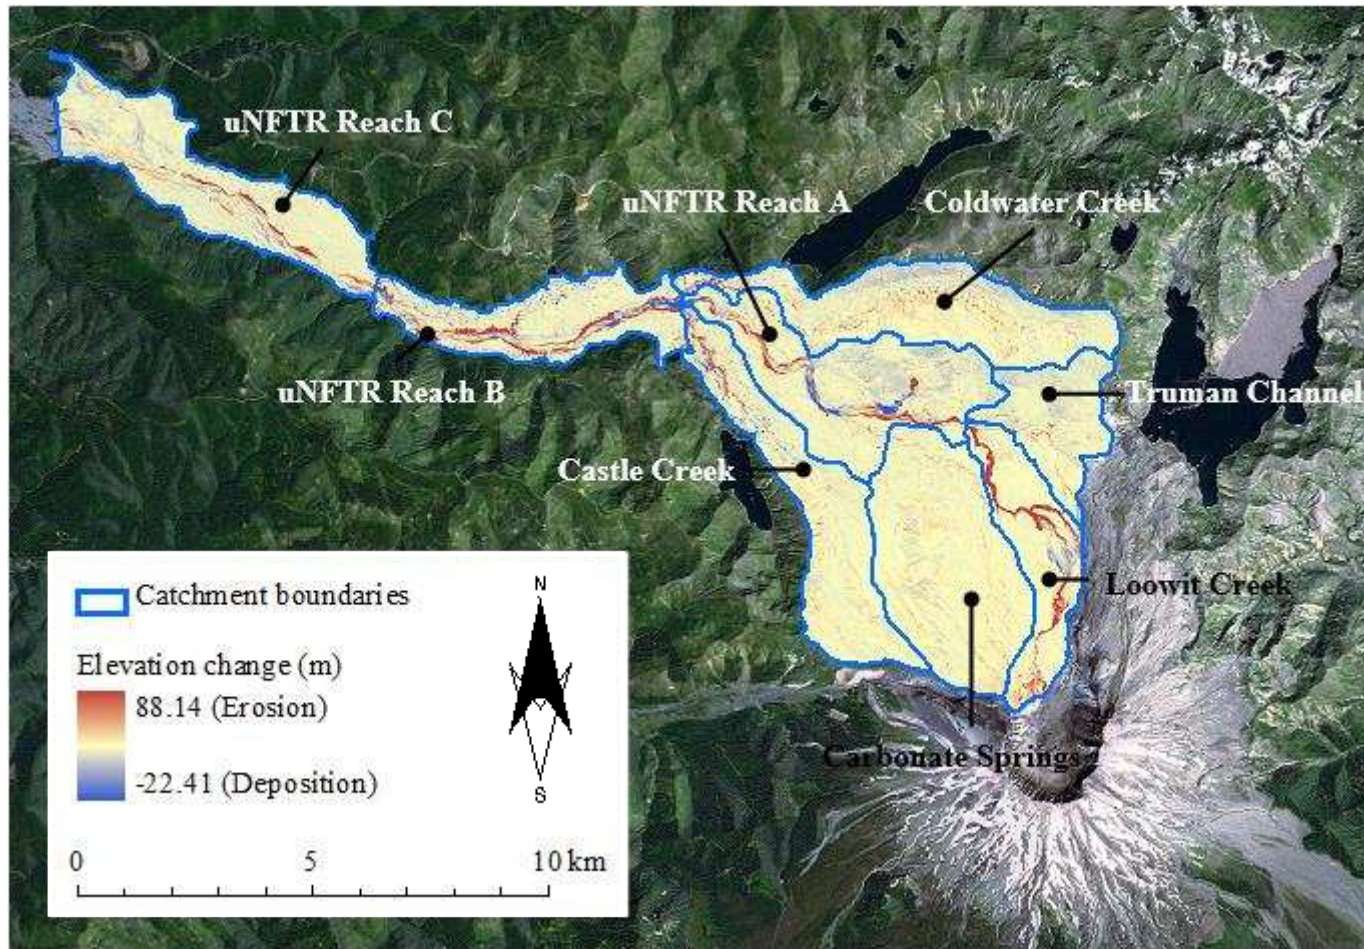 uNFTR Reach C
uNFTR Reach A
Coldwater Creek
uNFTR Reach B
Truman Channel
Castle Creek
Loowit Creek
Carbonate Springs
Catchment boundaries
Elevation change (m)
88.14 (Erosion)
-22.41 (Deposition)
N
S
0 5 10 km